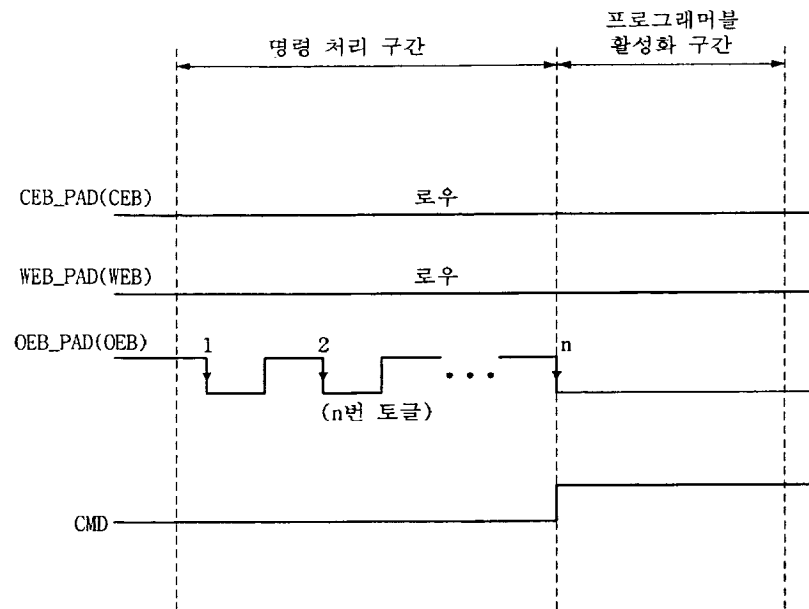 명령 처리 구간
프로그래머블
활성화 구간
CEB_PAD(CEB)
로우
WEB_PAD(WEB)
로우
OEB_PAD(OEB)
1
2
n
(n번 토글)
CMD